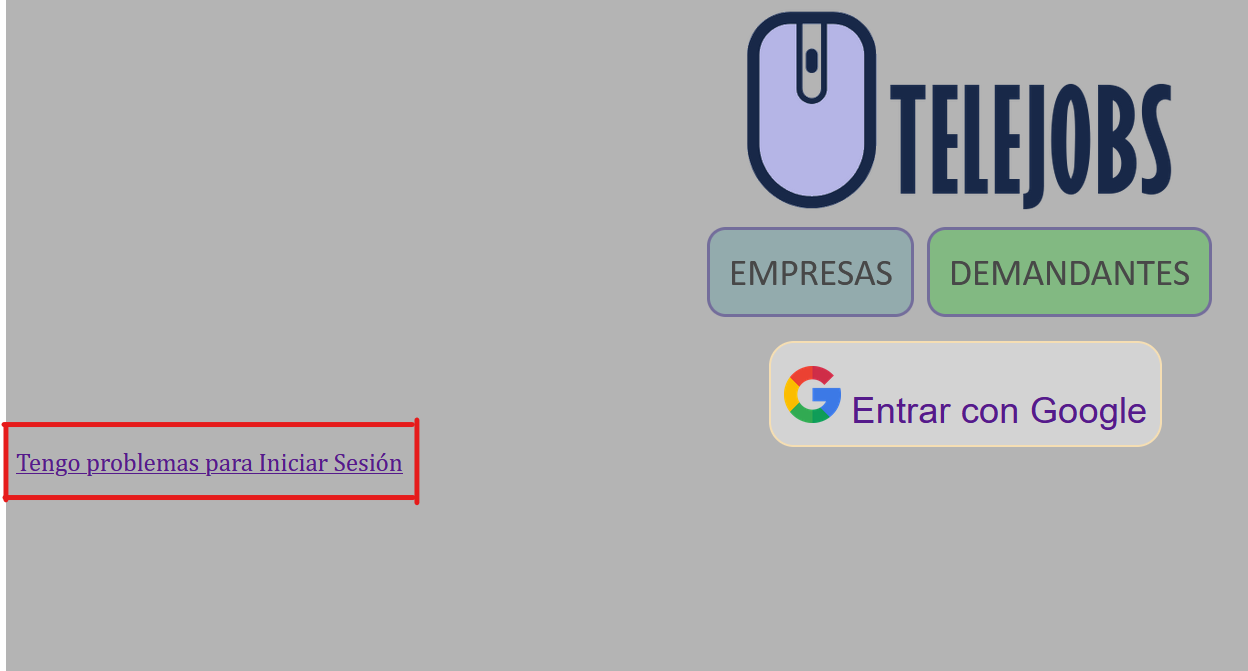 TELEJOBS
EMPRESAS DEMANDANTES
Entrar con Google
Tengo problemas para Iniciar Sesión